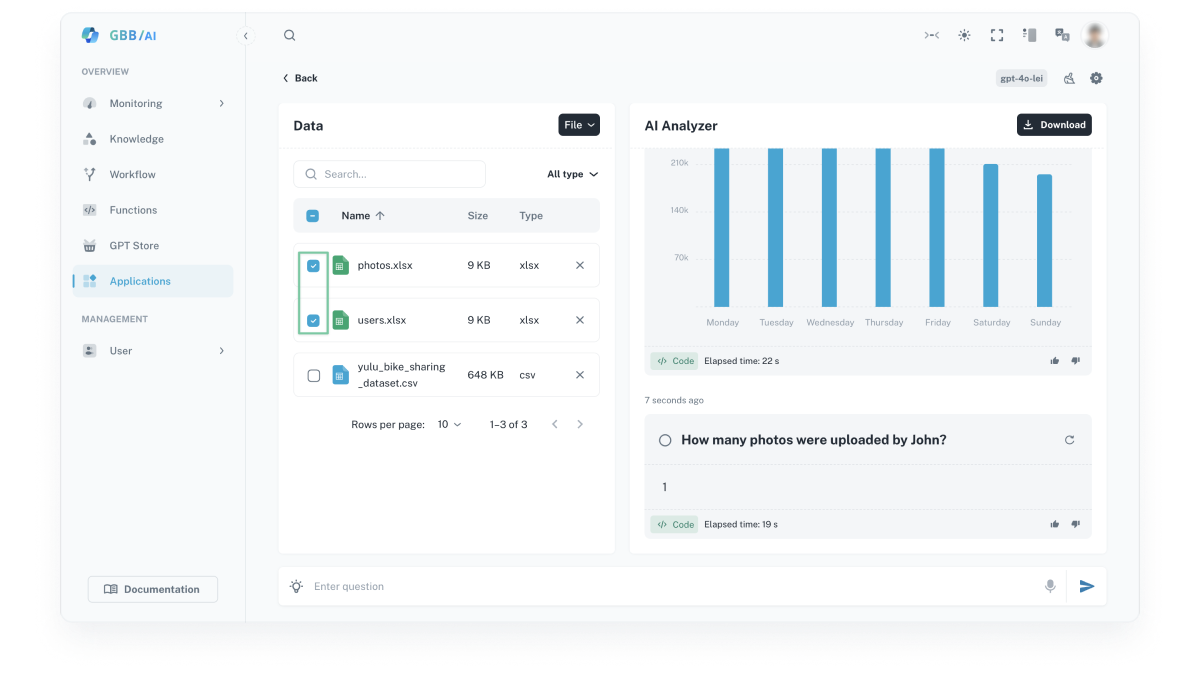 GBB/AI
OVERVIEW
Monitoring
Knowledge
Workflow
Functions
GPT Store
Applications
MANAGEMENT
User
Documentation
Back
gpt-4o-lei
Data
File
Search...
All type
Name Size Type
photos.xlsx 9 KB xlsx
users.xlsx 9 KB xlsx
yulu_bike_sharing
_dataset.csv 648 KB csv
Rows per page: 10 1–3 of 3
AI Analyzer
Download
210k
140k
70k
Monday Tuesday Wednesday Thursday Friday Saturday Sunday
Code Elapsed time: 22 s
7 seconds ago
How many photos were uploaded by John?
1
Code Elapsed time: 19 s
Enter question